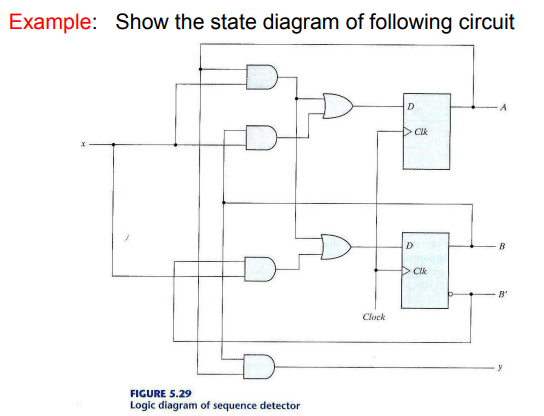 Example: Show the state diagram of following circuit
D
A
Clk
x
D
B
Clk
B'
Clock
y
FIGURE 5.29
Logic diagram of sequence detector